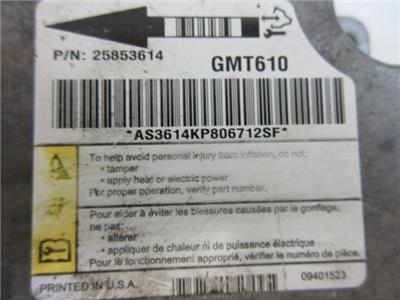 P/N: 25853614
GMT610
*AS3614KP806712SF*
To help avoid personal injury from inflation, do not:
• tamper
• apply heat or electric power
For proper operation, verify part number.
Pour aider à éviter les blessures causées par le gonflage,
ne pas:
• altérer
• appliquer de chaleur ni de puissance électrique
Pour le fonctionnement approprié, vérifier le numéro de pièce.
PRINTED IN U.S.A.
09401523